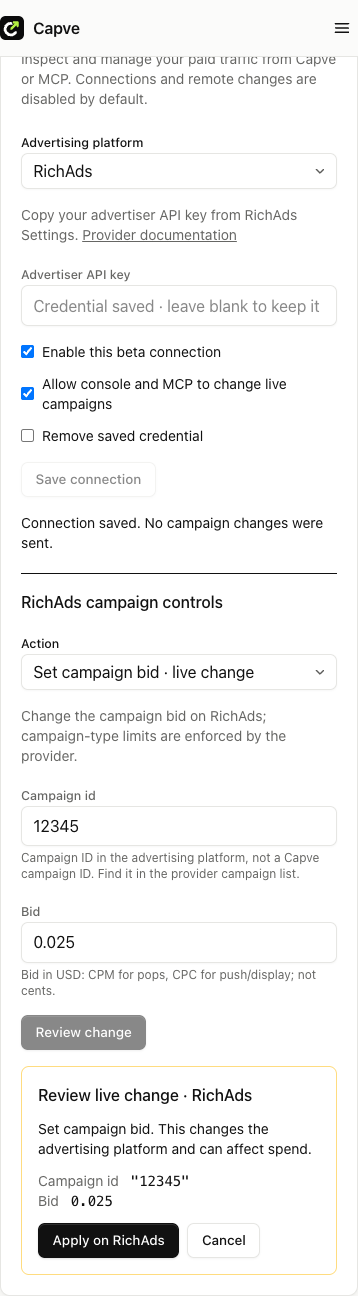 Capve
Inspect and manage your paid traffic from Capve
or MCP. Connections and remote changes are
disabled by default.
Advertising platform
RichAds
Copy your advertiser API key from RichAds
Settings. Provider documentation
Advertiser API key
Credential saved · leave blank to keep it
Enable this beta connection
Allow console and MCP to change live
campaigns
Remove saved credential
Save connection
Connection saved. No campaign changes were
sent.
RichAds campaign controls
Action
Set campaign bid · live change
Change the campaign bid on RichAds;
campaign-type limits are enforced by the
provider.
Campaign id
12345
Campaign ID in the advertising platform, not a Capve
campaign ID. Find it in the provider campaign list.
Bid
0.025
Bid in USD: CPM for pops, CPC for push/display; not
cents.
Review change
Review live change · RichAds
Set campaign bid. This changes the
advertising platform and can affect spend.
Campaign id "12345"
Bid 0.025
Apply on RichAds Cancel